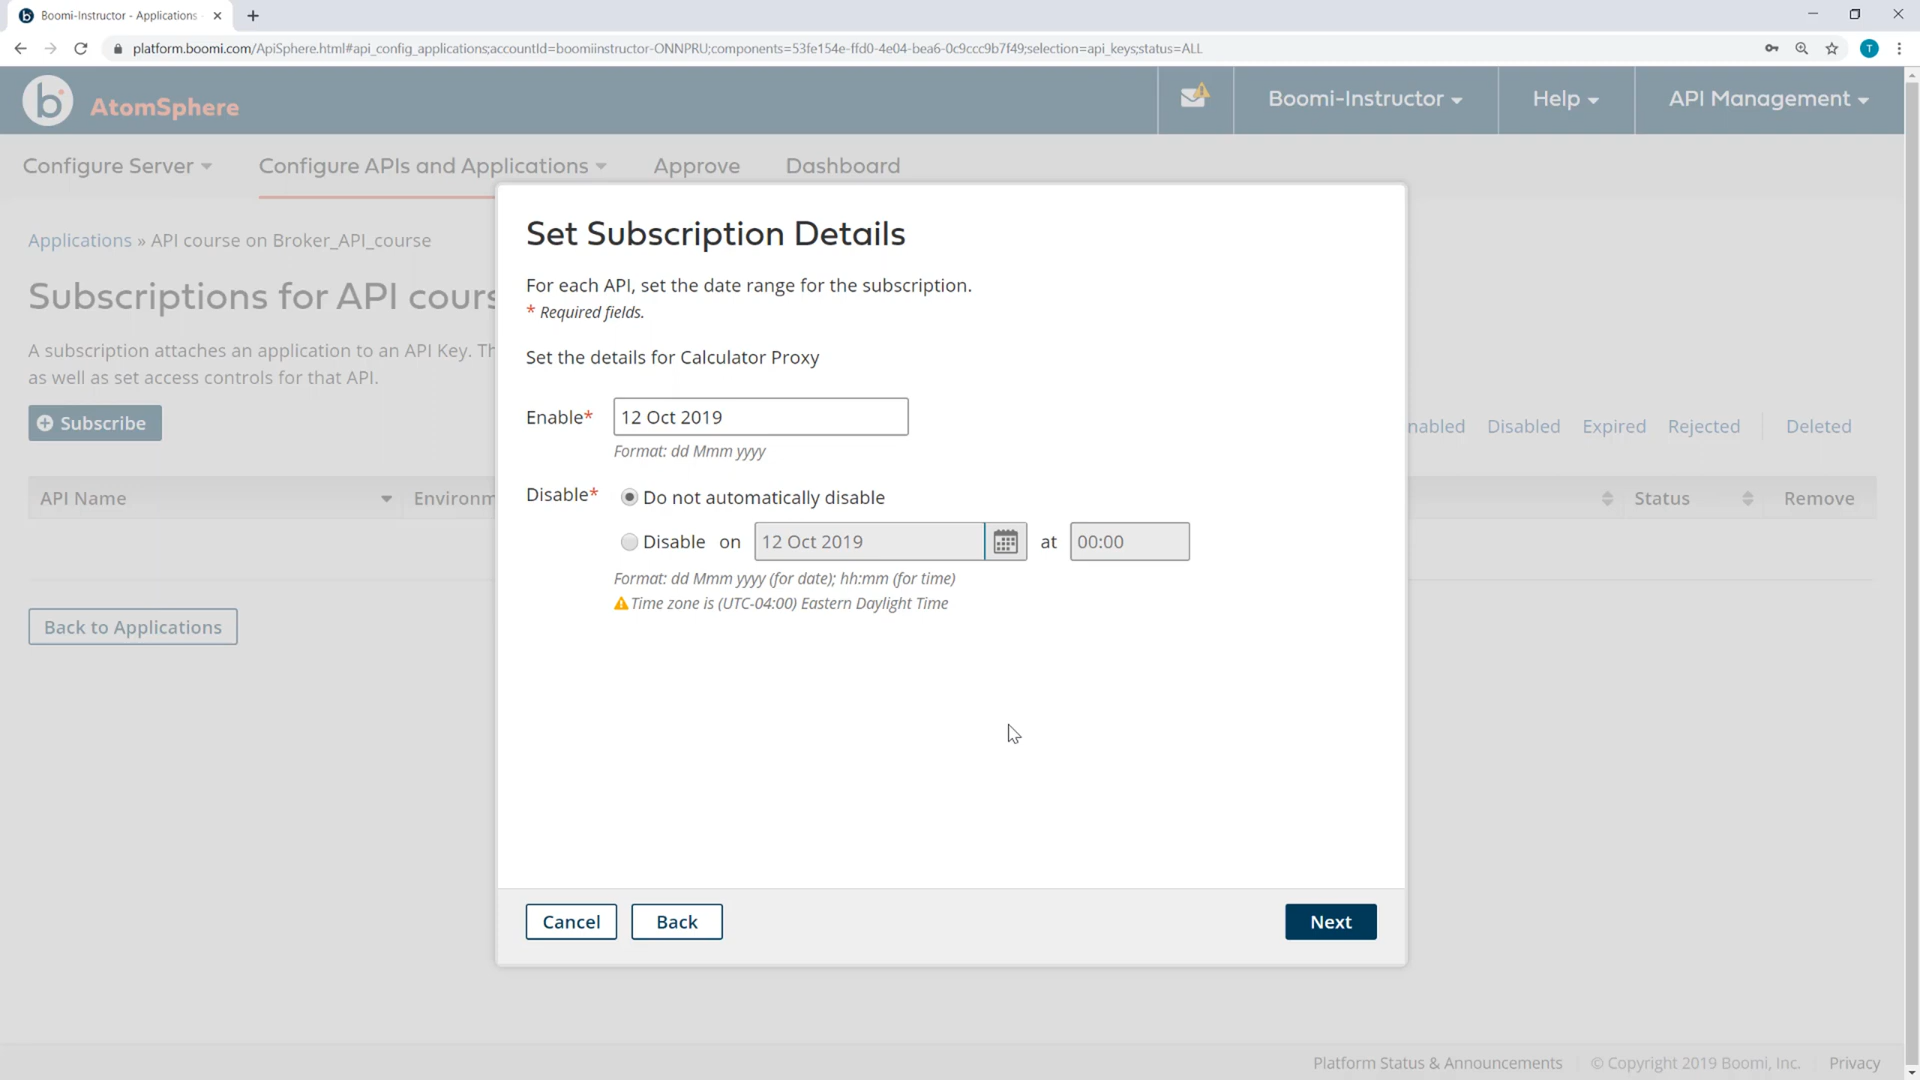 Boomi-Instructor - Applications
platform.boomi.com/ApiSphere.html#api_config_applications;accountId=boomiinstructor-ONNPRU;components=53fe154e-ffd0-4e04-bea6-0c9ccc9b7f49;selection=api_keys;status=ALL
T
b AtomSphere Boomi-Instructor Help API Management
Configure Server Configure APIs and Applications Approve Dashboard
Applications » API course on Broker_API_course
Subscriptions for API cours
A subscription attaches an application to an API Key. Th
as well as set access controls for that API.
Subscribe
nabled Disabled Expired Rejected Deleted
API Name Environm Status Remove
Back to Applications
Set Subscription Details
For each API, set the date range for the subscription.
* Required fields.
Set the details for Calculator Proxy
Enable* 12 Oct 2019
Format: dd Mmm yyyy
Disable* Do not automatically disable
Disable on 12 Oct 2019 at 00:00
Format: dd Mmm yyyy (for date); hh:mm (for time)
Time zone is (UTC-04:00) Eastern Daylight Time
Cancel Back Next
Platform Status & Announcements © Copyright 2019 Boomi, Inc. Privacy